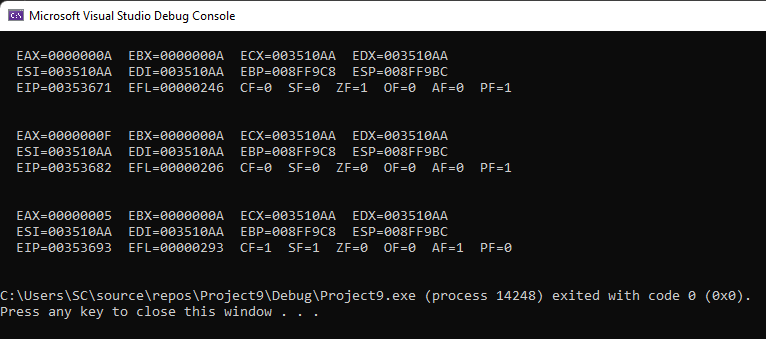 Microsoft Visual Studio Debug Console
EAX=0000000A  EBX=0000000A  ECX=003510AA  EDX=003510AA
ESI=003510AA  EDI=003510AA  EBP=008FF9C8  ESP=008FF9BC
EIP=00353671  EFL=00000246  CF=0  SF=0  ZF=1  OF=0  AF=0  PF=1
EAX=0000000F  EBX=0000000A  ECX=003510AA  EDX=003510AA
ESI=003510AA  EDI=003510AA  EBP=008FF9C8  ESP=008FF9BC
EIP=00353682  EFL=00000206  CF=0  SF=0  ZF=0  OF=0  AF=0  PF=1
EAX=00000005  EBX=0000000A  ECX=003510AA  EDX=003510AA
ESI=003510AA  EDI=003510AA  EBP=008FF9C8  ESP=008FF9BC
EIP=00353693  EFL=00000293  CF=1  SF=1  ZF=0  OF=0  AF=1  PF=0
C:\Users\SC\source\repos\Project9\Debug\Project9.exe (process 14248) exited with code 0 (0x0).
Press any key to close this window . . .